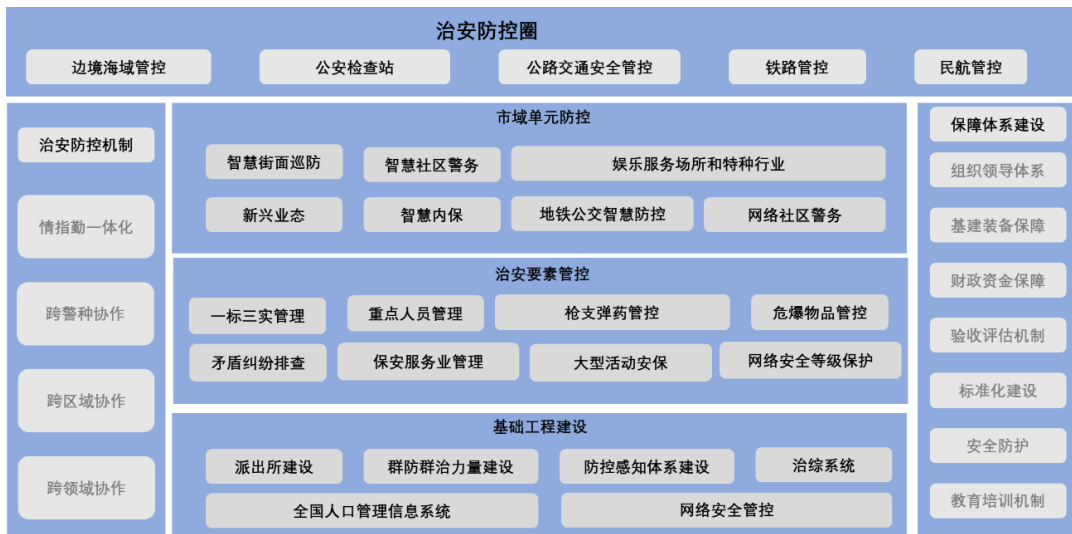 治安防控圈
边境海域管控
公安检查站
公路交通安全管控
铁路管控
民航管控
治安防控机制
情指勤一体化
跨警种协作
跨区域协作
跨领域协作
市域单元防控
智慧街面巡防
智慧社区警务
娱乐服务场所和特种行业
新兴业态
智慧内保
地铁公交智慧防控
网络社区警务
治安要素管控
一标三实管理
重点人员管理
枪支弹药管控
危爆物品管控
矛盾纠纷排查
保安服务业管理
大型活动安保
网络安全等级保护
基础工程建设
派出所建设
群防群治力量建设
防控感知体系建设
治综系统
全国人口管理信息系统
网络安全管控
保障体系建设
组织领导体系
基建装备保障
财政资金保障
验收评估机制
标准化建设
安全防护
教育培训机制